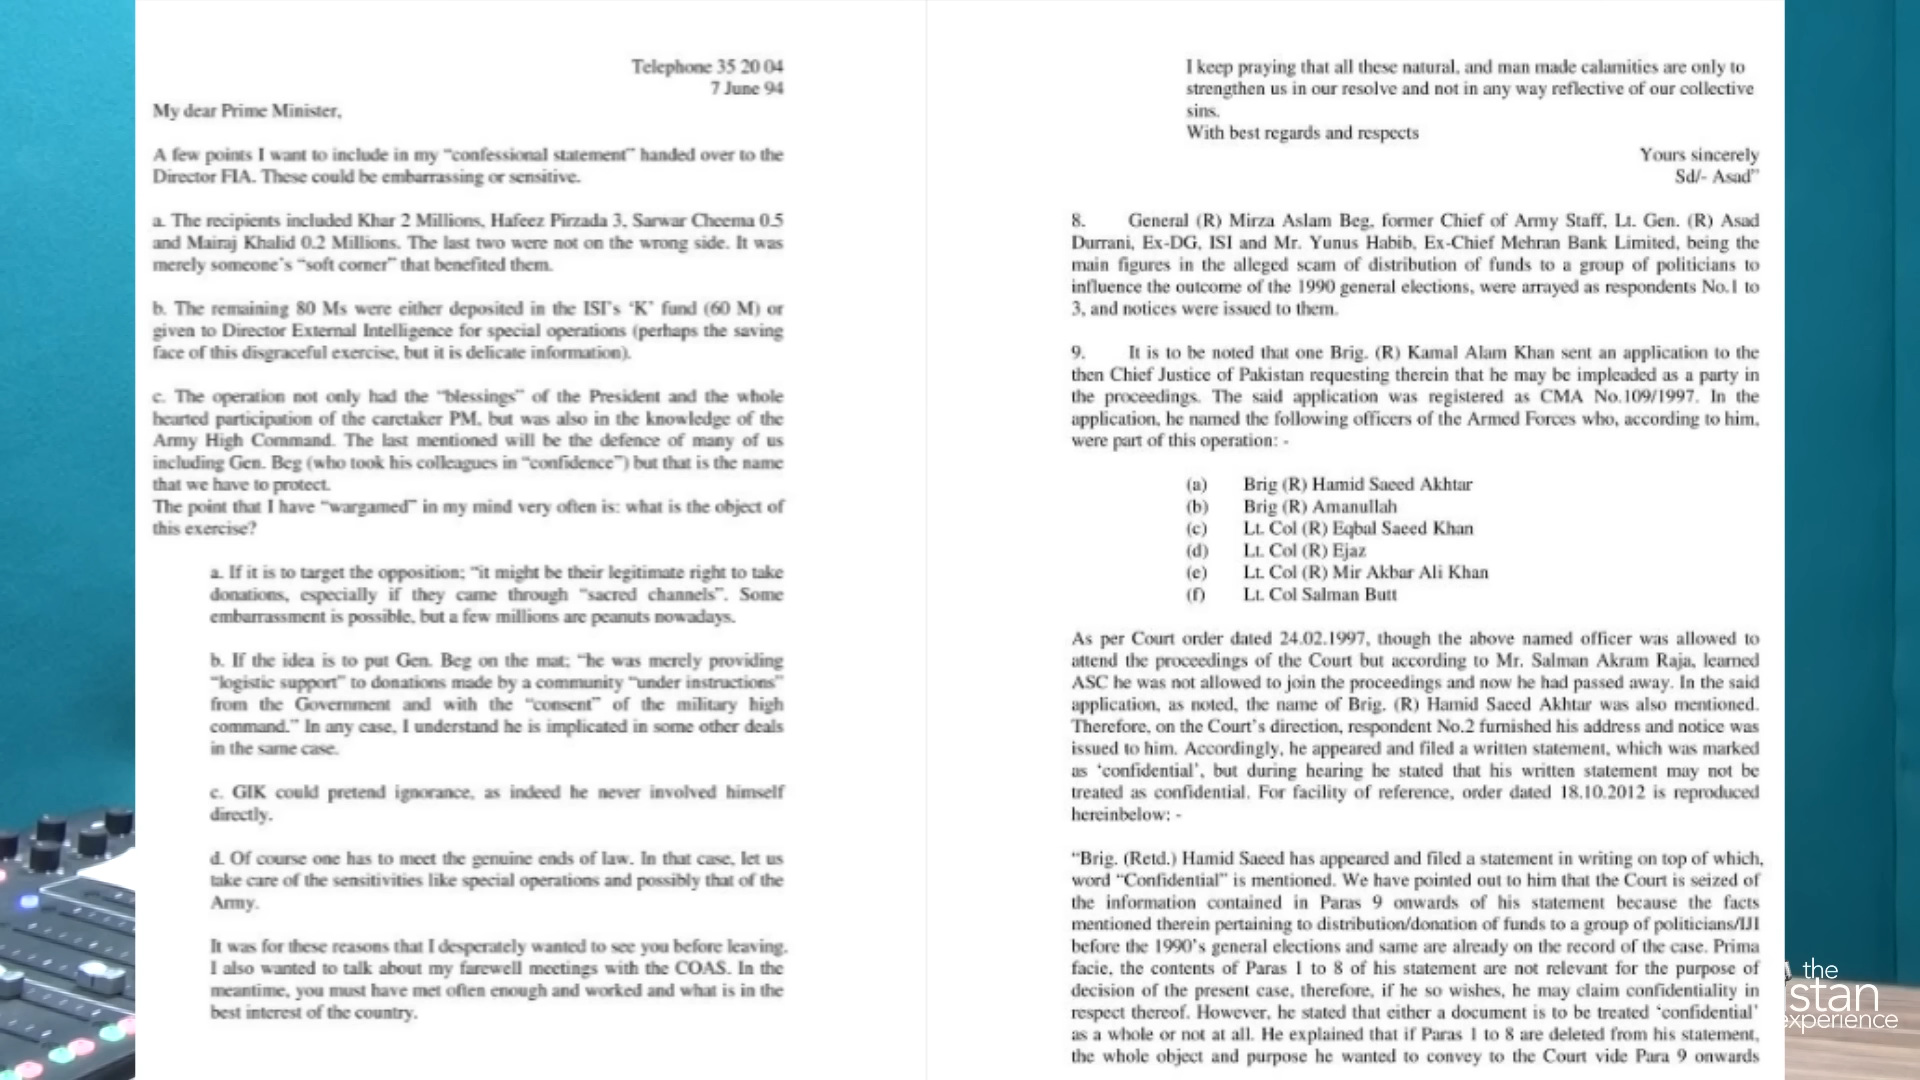 Telephone 35 20 04
7 June 94
My dear Prime Minister,
A few points I want to include in my “confessional statement” handed over to the
Director FIA. These could be embarrassing or sensitive.
a. The recipients included Khar 2 Millions, Hafeez Pirzada 3, Sarwar Cheema 0.5
and Mairaj Khalid 0.2 Millions. The last two were not on the wrong side. It was
merely someone’s “soft corner” that benefited them.
b. The remaining 80 Ms were either deposited in the ISI’s ‘K’ fund (60 M) or
given to Director External Intelligence for special operations (perhaps the saving
face of this disgraceful exercise, but it is delicate information).
c. The operation not only had the “blessings” of the President and the whole
hearted participation of the caretaker PM, but was also in the knowledge of the
Army High Command. The last mentioned will be the defence of many of us
including Gen. Beg (who took his colleagues in “confidence”) but that is the name
that we have to protect.
The point that I have “wargamed” in my mind very often is: what is the object of
this exercise?
a. If it is to target the opposition; “it might be their legitimate right to take
donations, especially if they came through “sacred channels”. Some
embarrassment is possible, but a few millions are peanuts nowadays.
b. If the idea is to put Gen. Beg on the mat; “he was merely providing
“logistic support” to donations made by a community “under instructions”
from the Government and with the “consent” of the military high
command.” In any case, I understand he is implicated in some other deals
in the same case.
c. GIK could pretend ignorance, as indeed he never involved himself
directly.
d. Of course one has to meet the genuine ends of law. In that case, let us
take care of the sensitivities like special operations and possibly that of the
Army.
It was for these reasons that I desperately wanted to see you before leaving.
I also wanted to talk about my farewell meetings with the COAS. In the
meantime, you must have met often enough and worked and what is in the
best interest of the country.
I keep praying that all these natural, and man made calamities are only to
strengthen us in our resolve and not in any way reflective of our collective
sins.
With best regards and respects
Yours sincerely
Sd/- Asad”
8. General (R) Mirza Aslam Beg, former Chief of Army Staff, Lt. Gen. (R) Asad
Durrani, Ex-DG, ISI and Mr. Yunus Habib, Ex-Chief Mehran Bank Limited, being the
main figures in the alleged scam of distribution of funds to a group of politicians to
influence the outcome of the 1990 general elections, were arrayed as respondents No.1 to
3, and notices were issued to them.
9. It is to be noted that one Brig. (R) Kamal Alam Khan sent an application to the
then Chief Justice of Pakistan requesting therein that he may be impleaded as a party in
the proceedings. The said application was registered as CMA No.109/1997. In the
application, he named the following officers of the Armed Forces who, according to him,
were part of this operation: -
(a) Brig (R) Hamid Saeed Akhtar
(b) Brig (R) Amanullah
(c) Lt. Col (R) Eqbal Saeed Khan
(d) Lt. Col (R) Ejaz
(e) Lt. Col (R) Mir Akbar Ali Khan
(f) Lt. Col Salman Butt
As per Court order dated 24.02.1997, though the above named officer was allowed to
attend the proceedings of the Court but according to Mr. Salman Akram Raja, learned
ASC he was not allowed to join the proceedings and now he had passed away. In the said
application, as noted, the name of Brig. (R) Hamid Saeed Akhtar was also mentioned.
Therefore, on the Court’s direction, respondent No.2 furnished his address and notice was
issued to him. Accordingly, he appeared and filed a written statement, which was marked
as ‘confidential’, but during hearing he stated that his written statement may not be
treated as confidential. For facility of reference, order dated 18.10.2012 is reproduced
hereinbelow: -
“Brig. (Retd.) Hamid Saeed has appeared and filed a statement in writing on top of which,
word “Confidential” is mentioned. We have pointed out to him that the Court is seized of
the information contained in Paras 9 onwards of his statement because the facts
mentioned therein pertaining to distribution/donation of funds to a group of politicians/IJI
before the 1990’s general elections and same are already on the record of the case. Prima
facie, the contents of Paras 1 to 8 of his statement are not relevant for the purpose of
decision of the present case, therefore, if he so wishes, he may claim confidentiality in
respect thereof. However, he stated that either a document is to be treated ‘confidential’
as a whole or not at all. He explained that if Paras 1 to 8 are deleted from his statement,
the whole object and purpose he wanted to convey to the Court vide Para 9 onwards
the
stan
experience